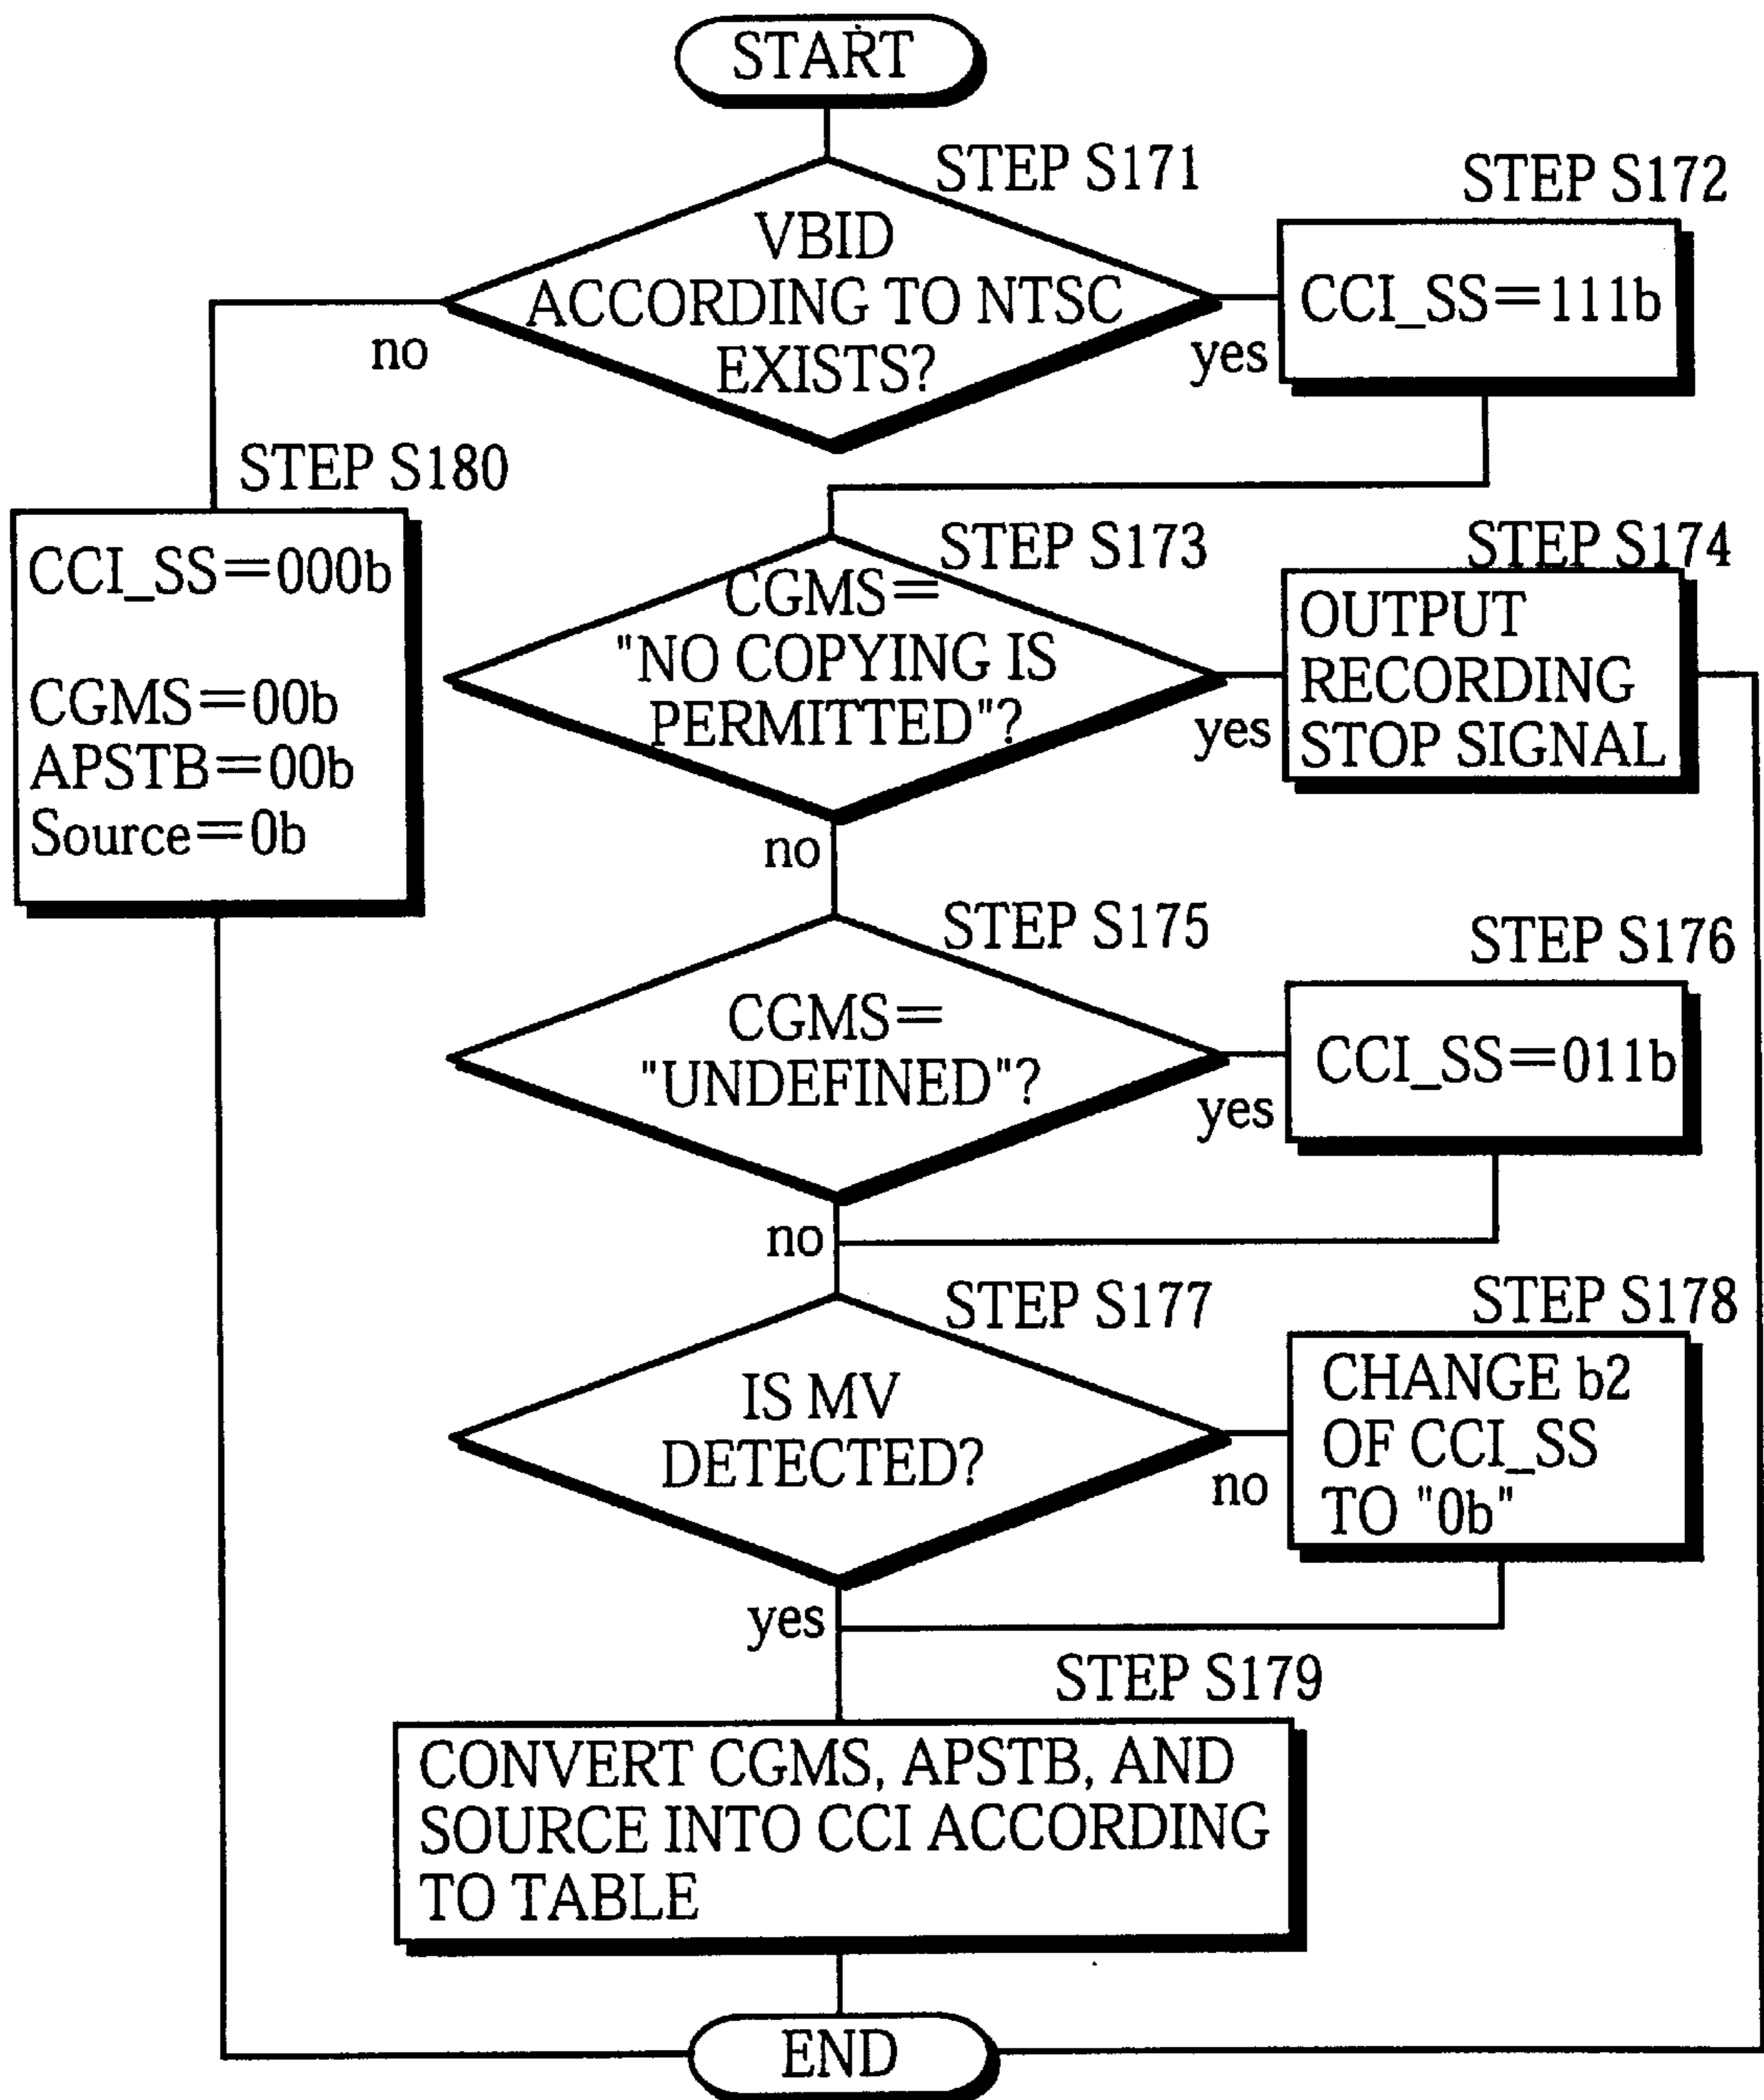 START
STEP S171
VBID
ACCORDING TO NTSC
EXISTS?
no
yes
STEP S172
CCI_SS=111b
STEP S180
CCI_SS=000b
CGMS=00b
APSTB=00b
Source=0b
STEP S173
CGMS=
"NO COPYING IS
PERMITTED"?
yes
no
STEP S174
OUTPUT
RECORDING
STOP SIGNAL
STEP S175
CGMS=
"UNDEFINED"?
yes
no
STEP S176
CCI_SS=011b
STEP S177
IS MV
DETECTED?
no
yes
STEP S178
CHANGE b2
OF CCI_SS
TO "0b"
STEP S179
CONVERT CGMS, APSTB, AND
SOURCE INTO CCI ACCORDING
TO TABLE
END